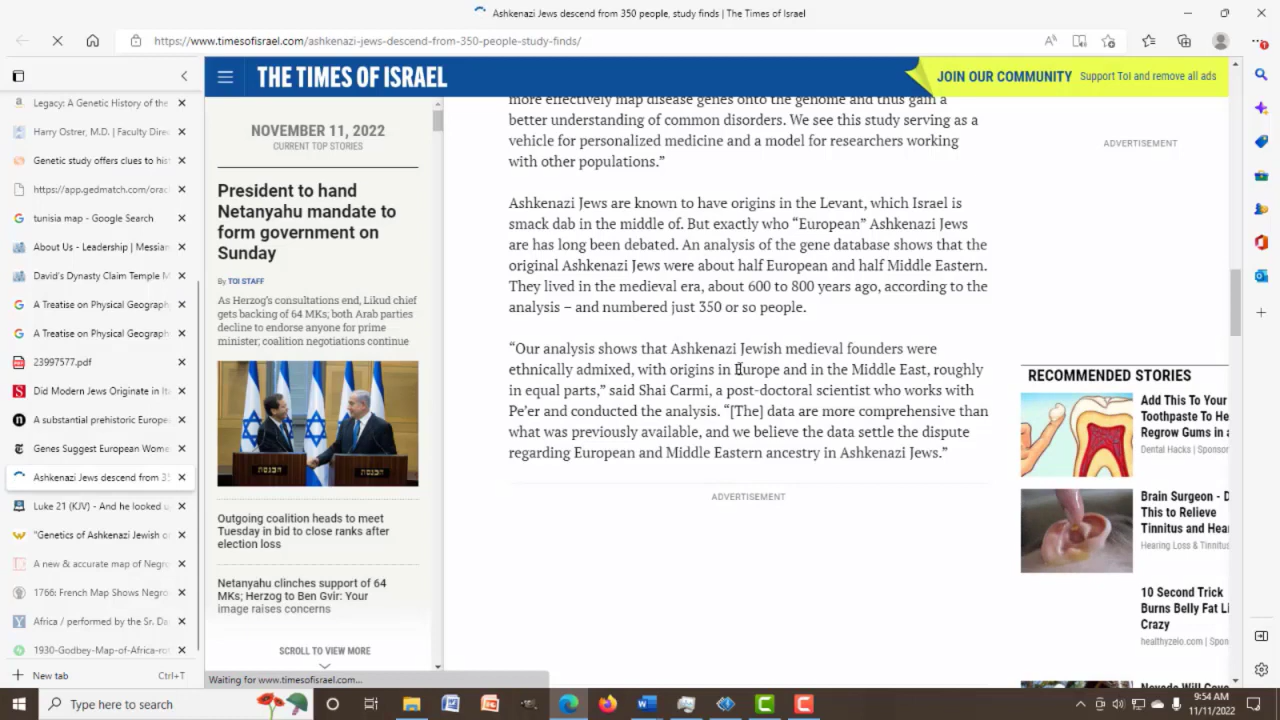 Ashkenazi Jews descend from 350 people, study finds | The Times of Israel
https://www.timesofisrael.com/ashkenazi-jews-descend-from-350-people-study-finds/
THE TIMES OF ISRAEL
JOIN OUR COMMUNITY Support ToI and remove all ads
Legacy: A Genetic History of the
Harry Ostrer, M.D. | Faculty Direc
Genetic study offers clues to hist
https://app.gedmatch.com/orac
tunisia map - Google Search
About Us - Leadership | Messian
David's Dynasty Claim Temple M
A Treatise on Physical Geograph
A Treatise on Physical Geograph
23997577.pdf
Did Modern Jews Originate in Ita
A substantial prehistoric Europe
Genes Suggest European Wome
Ashkenazi Jews descend from 35
Luke 21 (KJV) - And he looked u
"Genetics of Ashkenazi Jewish o
A new & accurate map of Negro
1766: French Map Shows Negro
Africa / performed by the Sr. Da
1930-Godbey-Map-of-Africa-rot
New tab Ctrl+T
NOVEMBER 11, 2022
CURRENT TOP STORIES
President to hand
Netanyahu mandate to
form government on
Sunday
By TOI STAFF
As Herzog's consultations end, Likud chief
gets backing of 64 MKs; both Arab parties
decline to endorse anyone for prime
minister; coalition negotiations continue
הכנסת
הכנסת
Outgoing coalition heads to meet
Tuesday in bid to close ranks after
election loss
Netanyahu clinches support of 64
MKs; Herzog to Ben Gvir: Your
image raises concerns
SCROLL TO VIEW MORE
Waiting for www.timesofisrael.com...
more effectively map disease genes onto the genome and thus gain a
better understanding of common disorders. We see this study serving as a
vehicle for personalized medicine and a model for researchers working
with other populations.”
Ashkenazi Jews are known to have origins in the Levant, which Israel is
smack dab in the middle of. But exactly who “European” Ashkenazi Jews
are has long been debated. An analysis of the gene database shows that the
original Ashkenazi Jews were about half European and half Middle Eastern.
They lived in the medieval era, about 600 to 800 years ago, according to the
analysis – and numbered just 350 or so people.
“Our analysis shows that Ashkenazi Jewish medieval founders were
ethnically admixed, with origins in Europe and in the Middle East, roughly
in equal parts,” said Shai Carmi, a post-doctoral scientist who works with
Pe’er and conducted the analysis. “[The] data are more comprehensive than
what was previously available, and we believe the data settle the dispute
regarding European and Middle Eastern ancestry in Ashkenazi Jews.”
ADVERTISEMENT
ADVERTISEMENT
RECOMMENDED STORIES
Add This To Your
Toothpaste To He
Regrow Gums in a
Dental Hacks | Sponsor
Brain Surgeon - D
This to Relieve
Tinnitus and Hear
Hearing Loss & Tinnitus
10 Second Trick
Burns Belly Fat Li
Crazy
healthyzelo.com | Spon
Type here to search
9:54 AM
11/11/2022